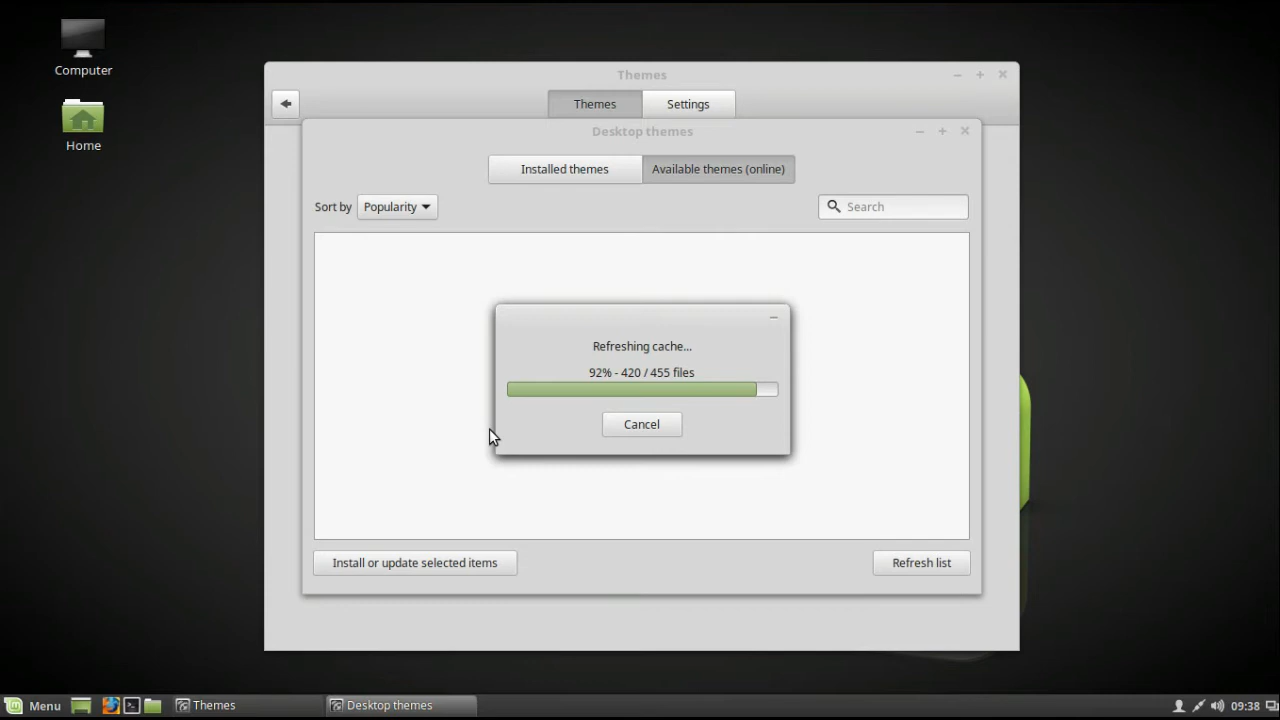 Computer
Home
Themes
Themes
Settings
Desktop themes
Installed themes
Available themes (online)
Sort by
Popularity
Search
Refreshing cache...
92% - 420 / 455 files
Cancel
Install or update selected items
Refresh list
Menu
Themes
Desktop themes
09:38